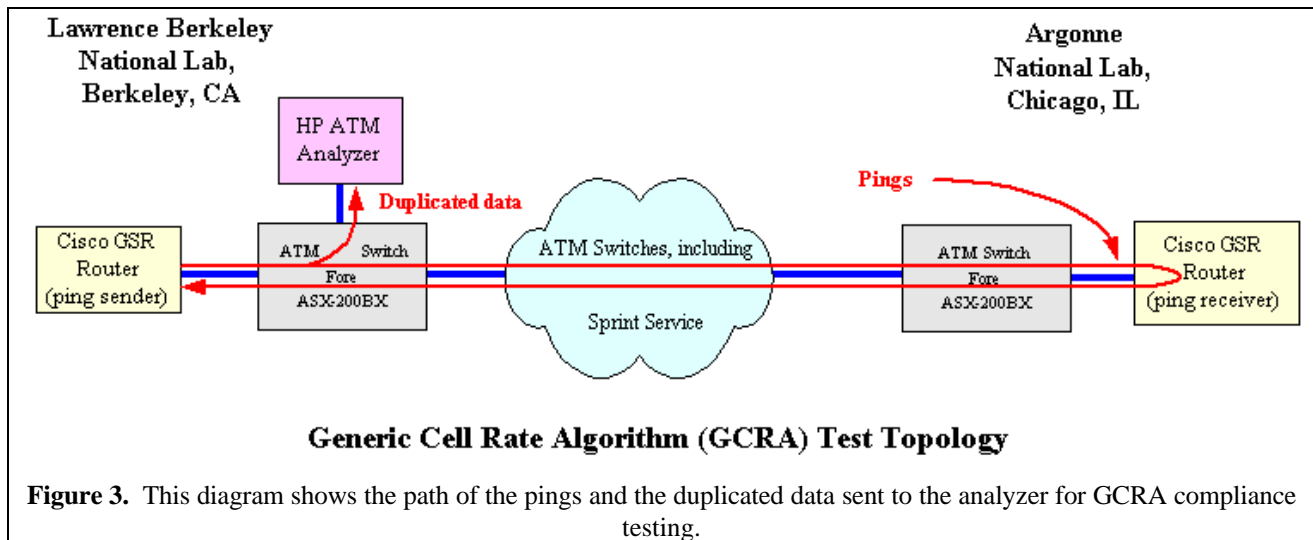 Lawrence Berkeley
National Lab,
Berkeley, CA
Argonne
National Lab,
Chicago, IL
HP ATM
Analyzer
Duplicated data
Pings
Cisco GSR
Router
(ping sender)
ATM Switch
Fore
ASX-200BX
ATM Switches, including
Sprint Service
ATM Switch
Fore
ASX-200BX
Cisco GSR
Router
(ping receiver)
Generic Cell Rate Algorithm (GCRA) Test Topology
Figure 3. This diagram shows the path of the pings and the duplicated data sent to the analyzer for GCRA compliance
testing.